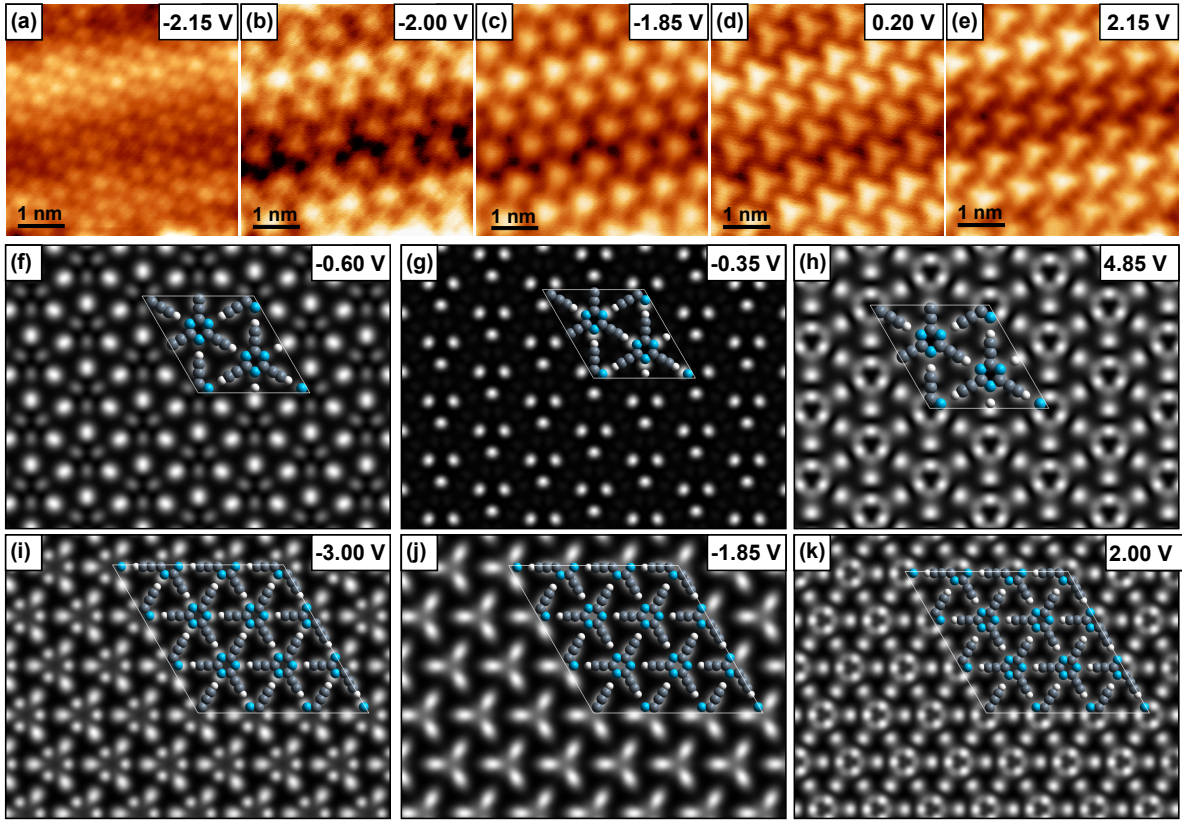 (a) -2.15 V
(b) -2.00 V
(c) -1.85 V
(d) 0.20 V
(e) 2.15 V
1 nm
1 nm
1 nm
1 nm
1 nm
(f) -0.60 V
(g) -0.35 V
(h) 4.85 V
(i) -3.00 V
(j) -1.85 V
(k) 2.00 V